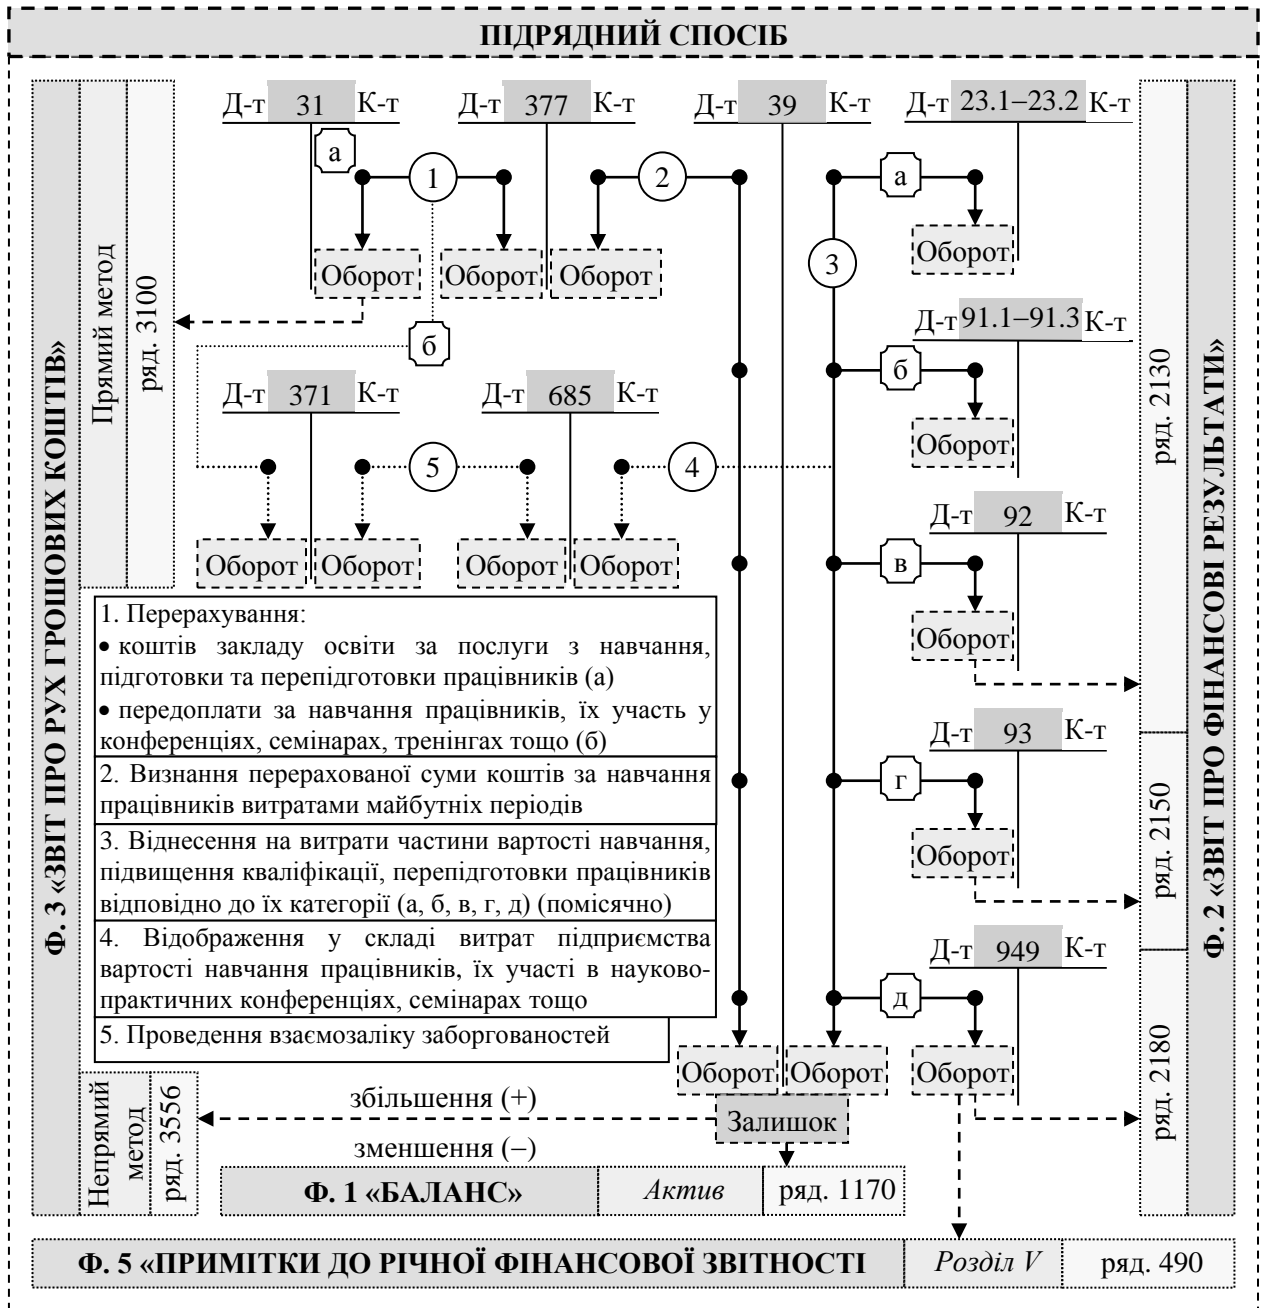 ПІДРЯДНИЙ СПОСІБ
Ф. 3 «ЗВІТ ПРО РУХ ГРОШОВИХ КОШТІВ»
Прямий метод
ряд. 3100
Д-т 31 К-т
Д-т 377 К-т
Д-т 39 К-т
Д-т 23.1–23.2 К-т
а
1
2
а
Оборот
Оборот
Оборот
3
Оборот
б
Д-т 91.1–91.3 К-т
б
Оборот
Д-т 371 К-т
Д-т 685 К-т
5
4
Оборот
Оборот
Оборот
Оборот
Д-т 92 К-т
в
Оборот
ряд. 2130
1. Перерахування:
• коштів закладу освіти за послуги з навчання,
підготовки та перепідготовки працівників (а)
• передоплати за навчання працівників, їх участь у
конференціях, семінарах, тренінгах тощо (б)
2. Визнання перерахованої суми коштів за навчання
працівників витратами майбутніх періодів
3. Віднесення на витрати частини вартості навчання,
підвищення кваліфікації, перепідготовки працівників
відповідно до їх категорії (а, б, в, г, д) (помісячно)
4. Відображення у складі витрат підприємства
вартості навчання працівників, їх участі в науково-
практичних конференціях, семінарах тощо
5. Проведення взаємозаліку заборгованостей
Д-т 93 К-т
г
Оборот
ряд. 2150
Д-т 949 К-т
д
Оборот
Оборот
Оборот
ряд. 2180
Ф. 2 «ЗВІТ ПРО ФІНАНСОВІ РЕЗУЛЬТАТИ»
Непрямий
метод
ряд. 3556
збільшення (+)
зменшення (–)
Залишок
Ф. 1 «БАЛАНС»
Актив
ряд. 1170
Ф. 5 «ПРИМІТКИ ДО РІЧНОЇ ФІНАНСОВОЇ ЗВІТНОСТІ
Розділ V
ряд. 490